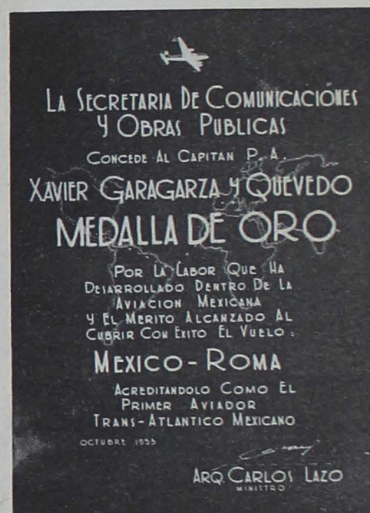 LA SECRETARIA DE COMUNICACIÓNES
Y OBRAS PUBLICAS
CONCEDE AL CAPITAN P. A.
XAVIER GARAGARZA Y QUEVEDO
MEDALLA DE ORO
POR LA LABOR QUE HA
DESARROLLADO DENTRO DE LA
AVIACION MEXICANA
Y EL MERITO ALCANZADO AL
CUBRIR CON EXITO EL VUELO:
MEXICO-ROMA
ACREDITANDOLO COMO EL
PRIMER AVIADOR
TRANS-ATLANTICO MEXICANO
OCTUBRE 1953
ARQ. CARLOS LAZO
MINISTRO